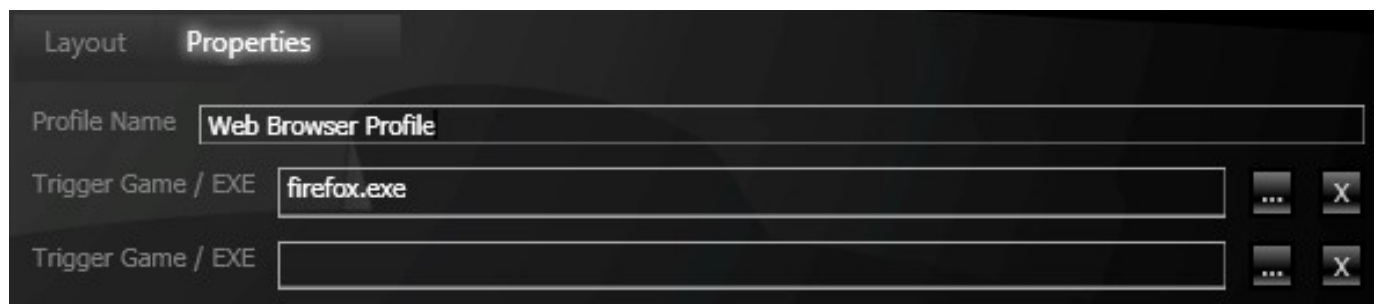 Layout Properties
Profile Name Web Browser Profile
Trigger Game / EXE firefox.exe ... X
Trigger Game / EXE ... X